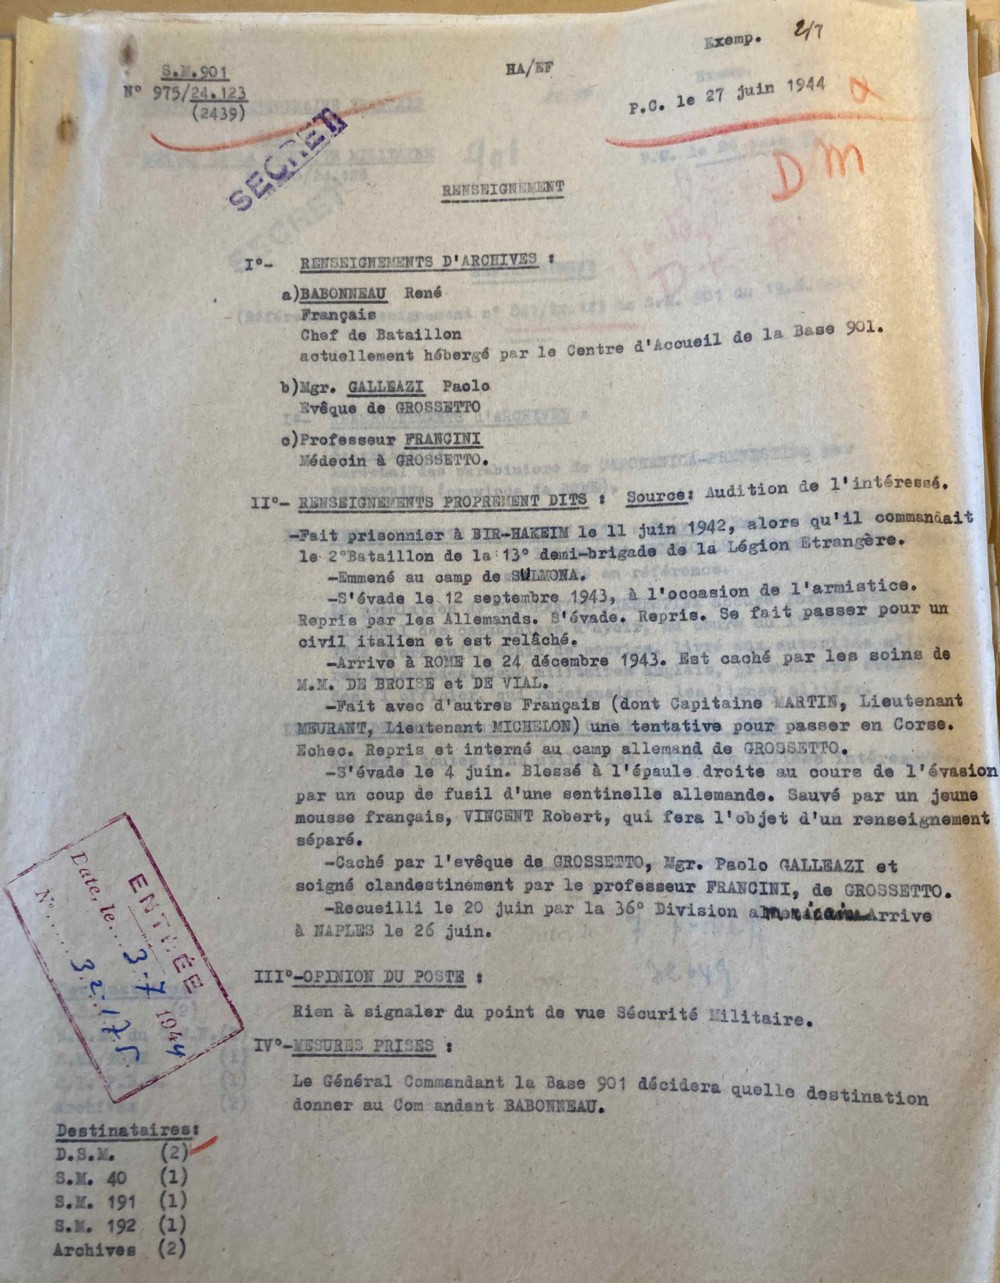 Exemp. 2/7
S.M.901
N° 975/24.123
(2439)
HA/EF
P.C. le 27 juin 1944
SECRET
DM
RENSEIGNEMENT
I°- RENSEIGNEMENTS D'ARCHIVES :
a)BABONNEAU René
Français
Chef de Bataillon
actuellement hébergé par le Centre d'Accueil de la Base 901.
b)Mgr. GALLEAZI Paolo
Evêque de GROSSETTO
c)Professeur FRANCINI
Médecin à GROSSETTO.
II°- RENSEIGNEMENTS PROPREMENT DITS : Source: Audition de l'intéressé.
-Fait prisonnier à BIR-HAKEIM le 11 juin 1942, alors qu'il commandait
le 2°Bataillon de la 13° demi-brigade de la Légion Etrangère.
-Emmené au camp de SULMONA.
-S'évade le 12 septembre 1943, à l'occasion de l'armistice.
Repris par les Allemands. S'évade. Repris. Se fait passer pour un
civil italien et est relâché.
-Arrive à ROME le 24 décembre 1943. Est caché par les soins de
M.M. DE BROISE et DE VIAL.
-Fait avec d'autres Français (dont Capitaine MARTIN, Lieutenant
MEURANT, Lieutenant MICHELON) une tentative pour passer en Corse.
Echec. Repris et interné au camp allemand de GROSSETTO.
-S'évade le 4 juin. Blessé à l'épaule droite au cours de l'évasion
par un coup de fusil d'une sentinelle allemande. Sauvé par un jeune
mousse français, VINCENT Robert, qui fera l'objet d'un renseignement
séparé.
-Caché par l'evêque de GROSSETTO, Mgr. Paolo GALLEAZI et
soigné clandestinement par le professeur FRANCINI, de GROSSETTO.
-Recueilli le 20 juin par la 36° Division américaine Arrive
à NAPLES le 26 juin.
III°-OPINION DU POSTE :
Rien à signaler du point de vue Sécurité Militaire.
IV°-MESURES PRISES :
Le Général Commandant la Base 901 décidera quelle destination
donner au Com andant BABONNEAU.
ENTRÉE
Date, le...3.7 1944
N°.....32.175
Destinataires:
D.S.M. (2)
S.M. 40 (1)
S.M. 191 (1)
S.M. 192 (1)
Archives (2)